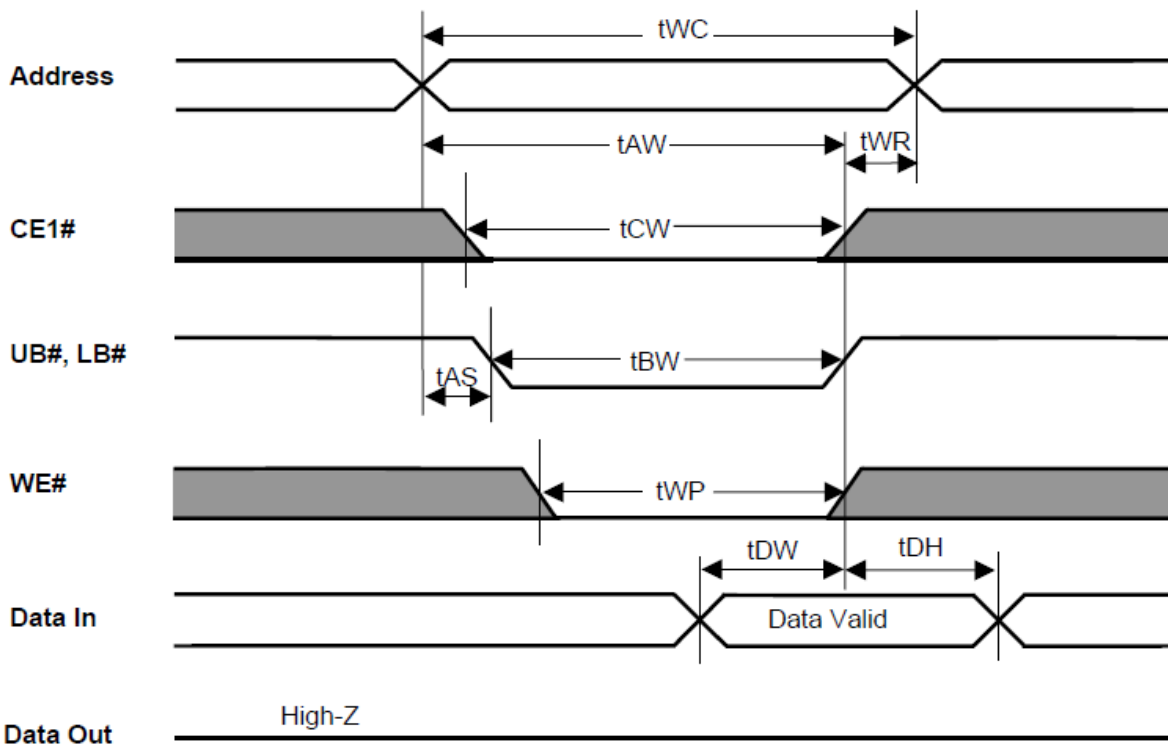 tWC
Address
tAW
tWR
CE1#
tCW
UB#, LB#
tBW
tAS
WE#
tWP
tDW
tDH
Data In
Data Valid
High-Z
Data Out